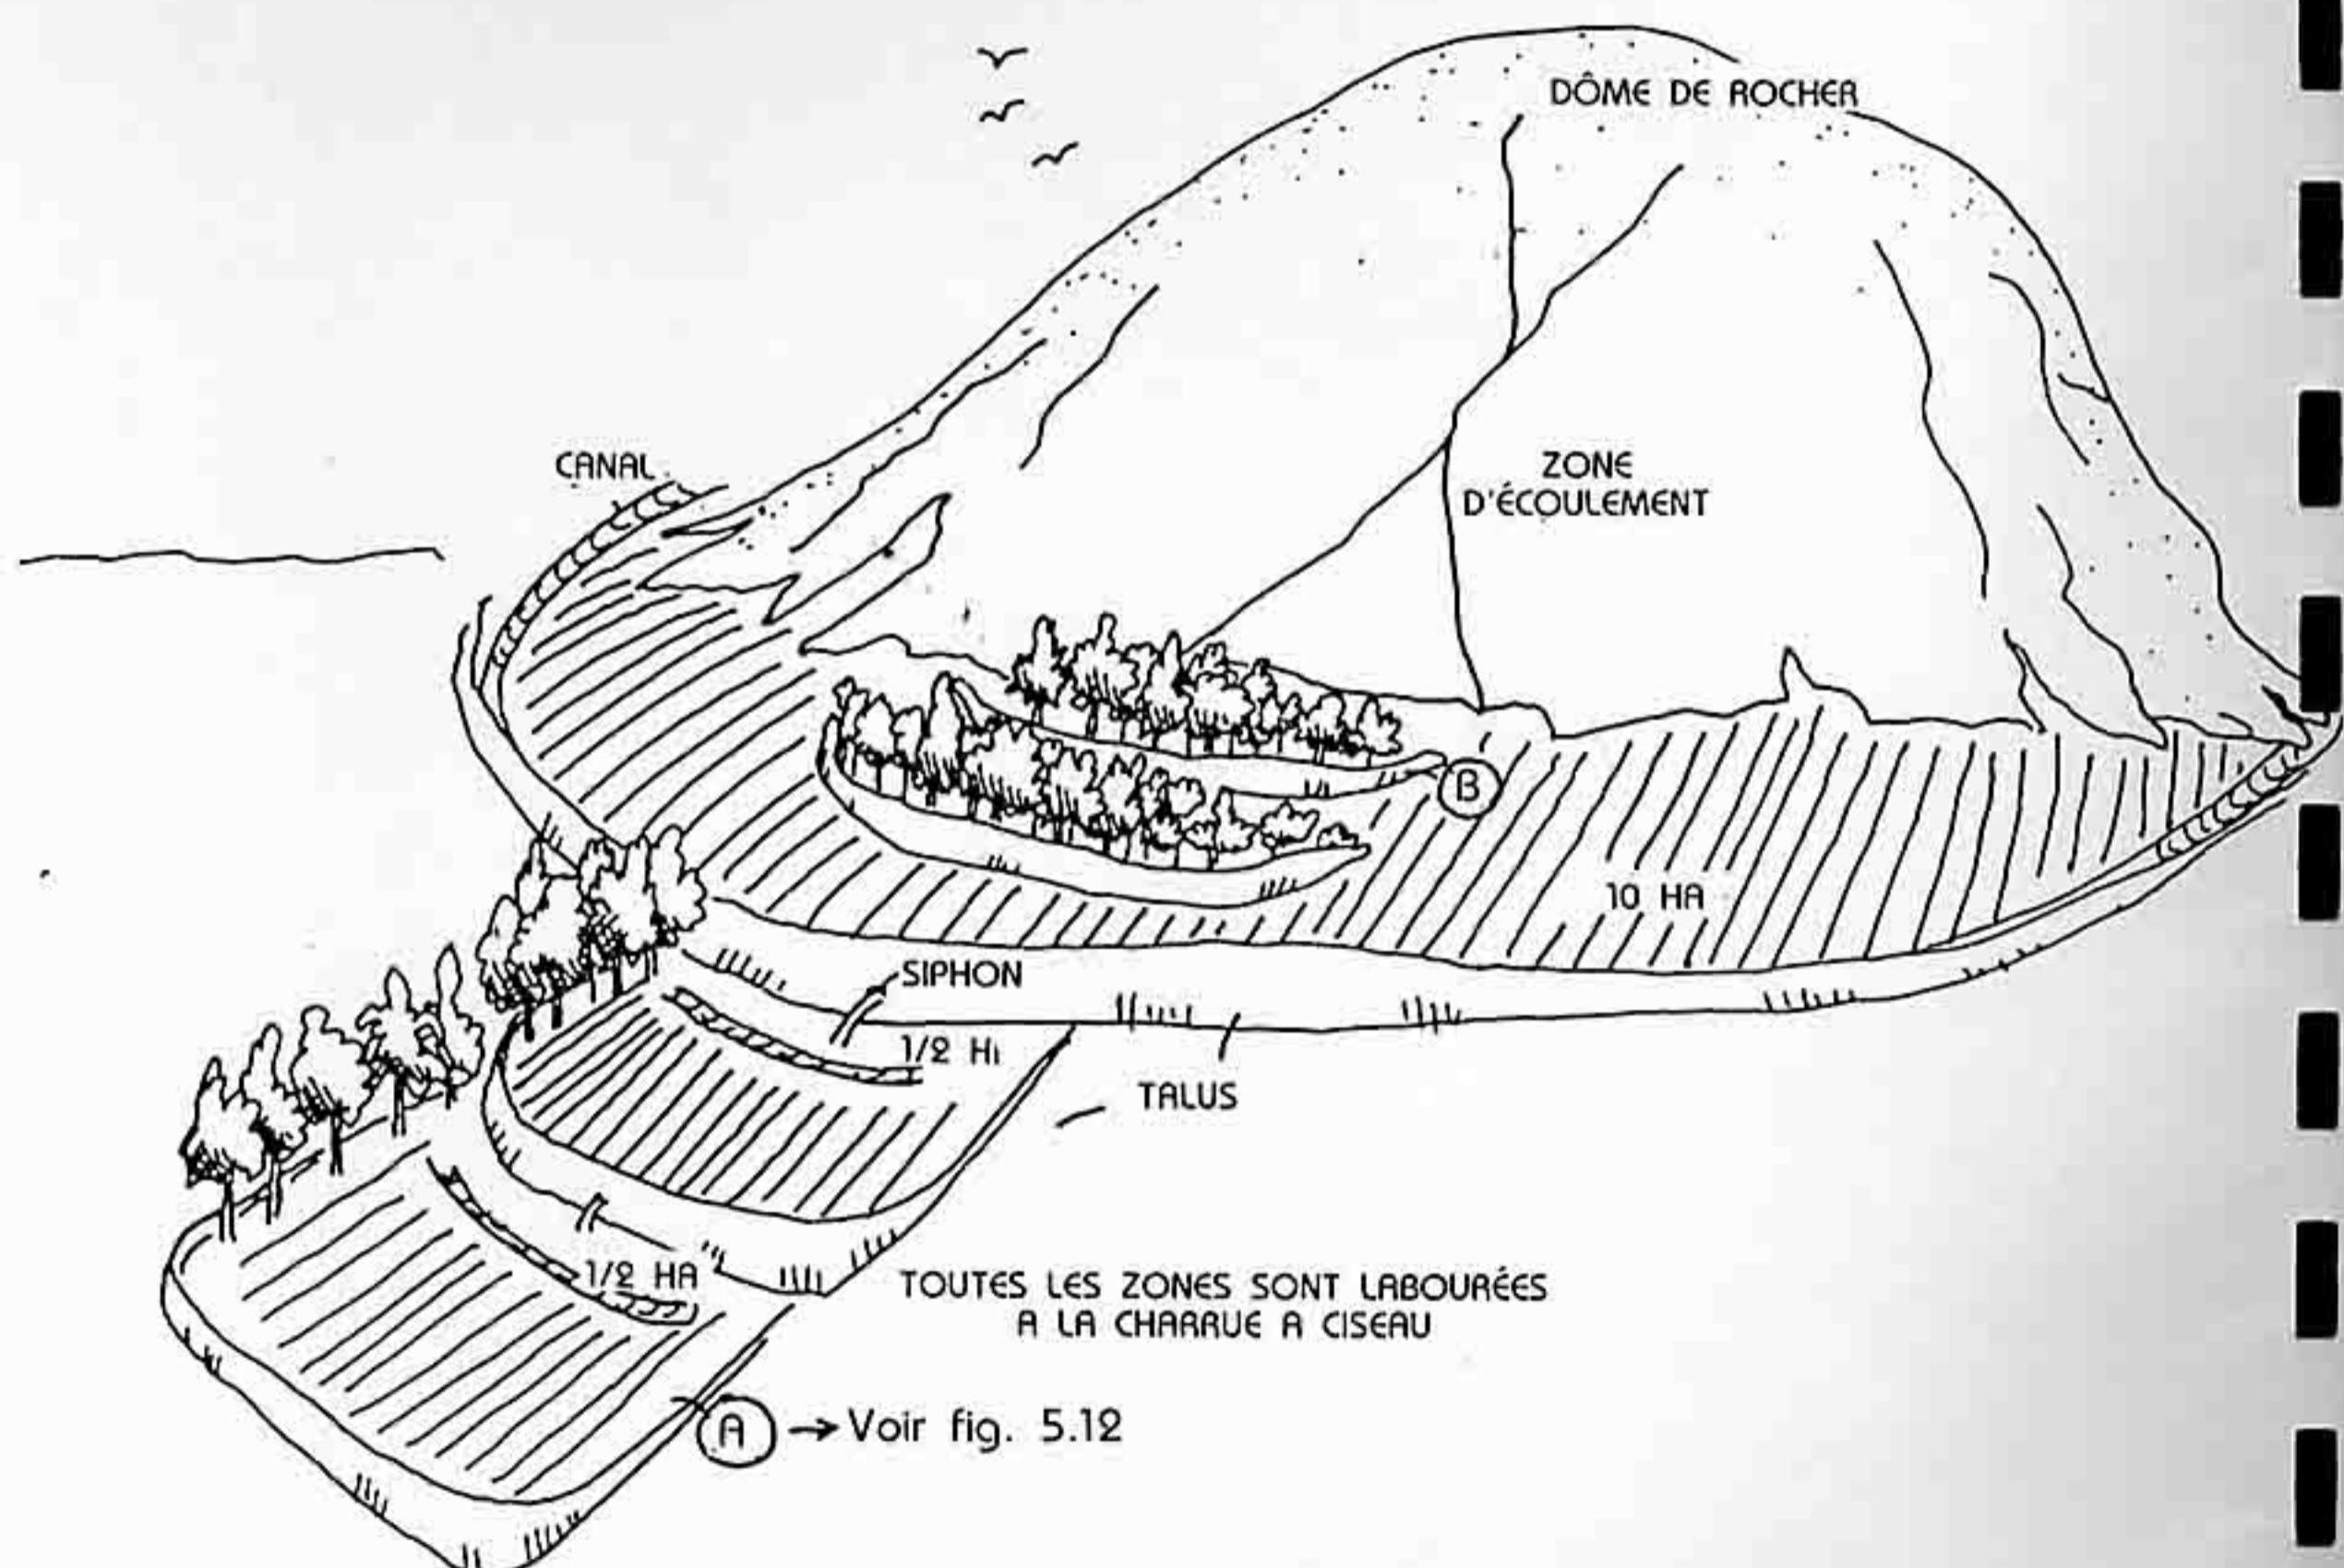 DÔME DE ROCHER
CANAL
ZONE
D'ÉCOULEMENT
B
10 HA
SIPHON
1/2 H
TALUS
1/2 HA
TOUTES LES ZONES SONT LABOURÉES
A LA CHARRUE A CISEAU
A → Voir fig. 5.12